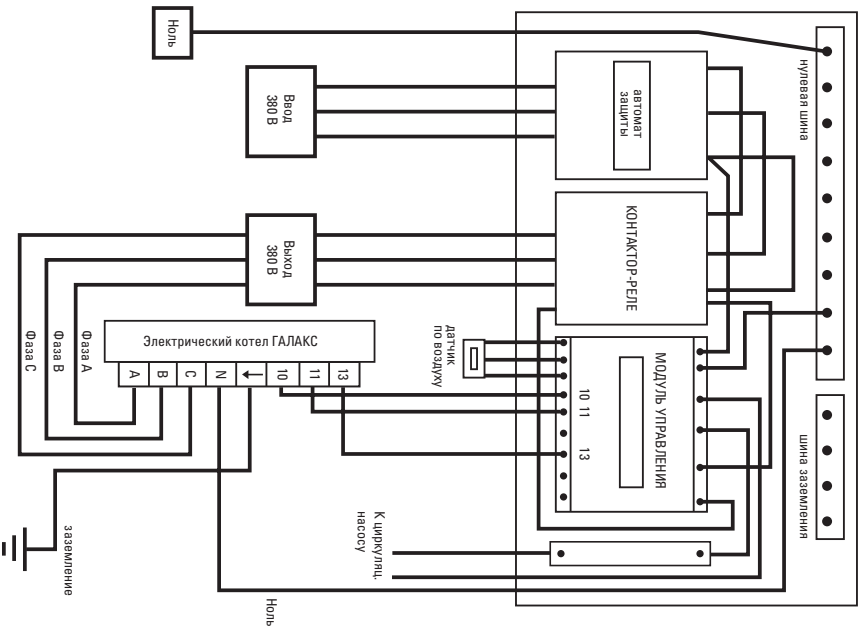 Ноль
Ввод
380 В
автомат
защиты
нулевая шина
Выход
380 В
КОНТАКТОР-РЕЛЕ
Фаза С
Фаза В
Фаза А
Электрический котел ГАЛАКС
A
B
C
N
10
11
13
датчик
по воздуху
МОДУЛЬ УПРАВЛЕНИЯ
10
11
13
шина заземления
К циркуляц.
насосу
заземление
Ноль